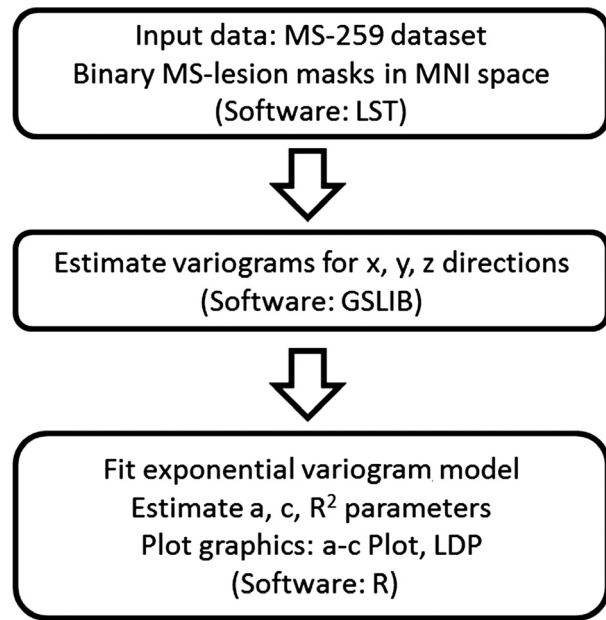 Input data: MS-259 dataset
Binary MS-lesion masks in MNI space
(Software: LST)
Estimate variograms for x, y, z directions
(Software: GSLIB)
Fit exponential variogram model
Estimate a, c, R² parameters
Plot graphics: a-c Plot, LDP
(Software: R)